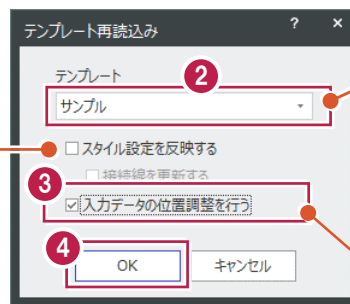 テンプレート再読込み ? ×
テンプレート
2
サンプル
□スタイル設定を反映する
□接続線を更新する
3
☑入力データの位置調整を行う
4
OK キャンセル